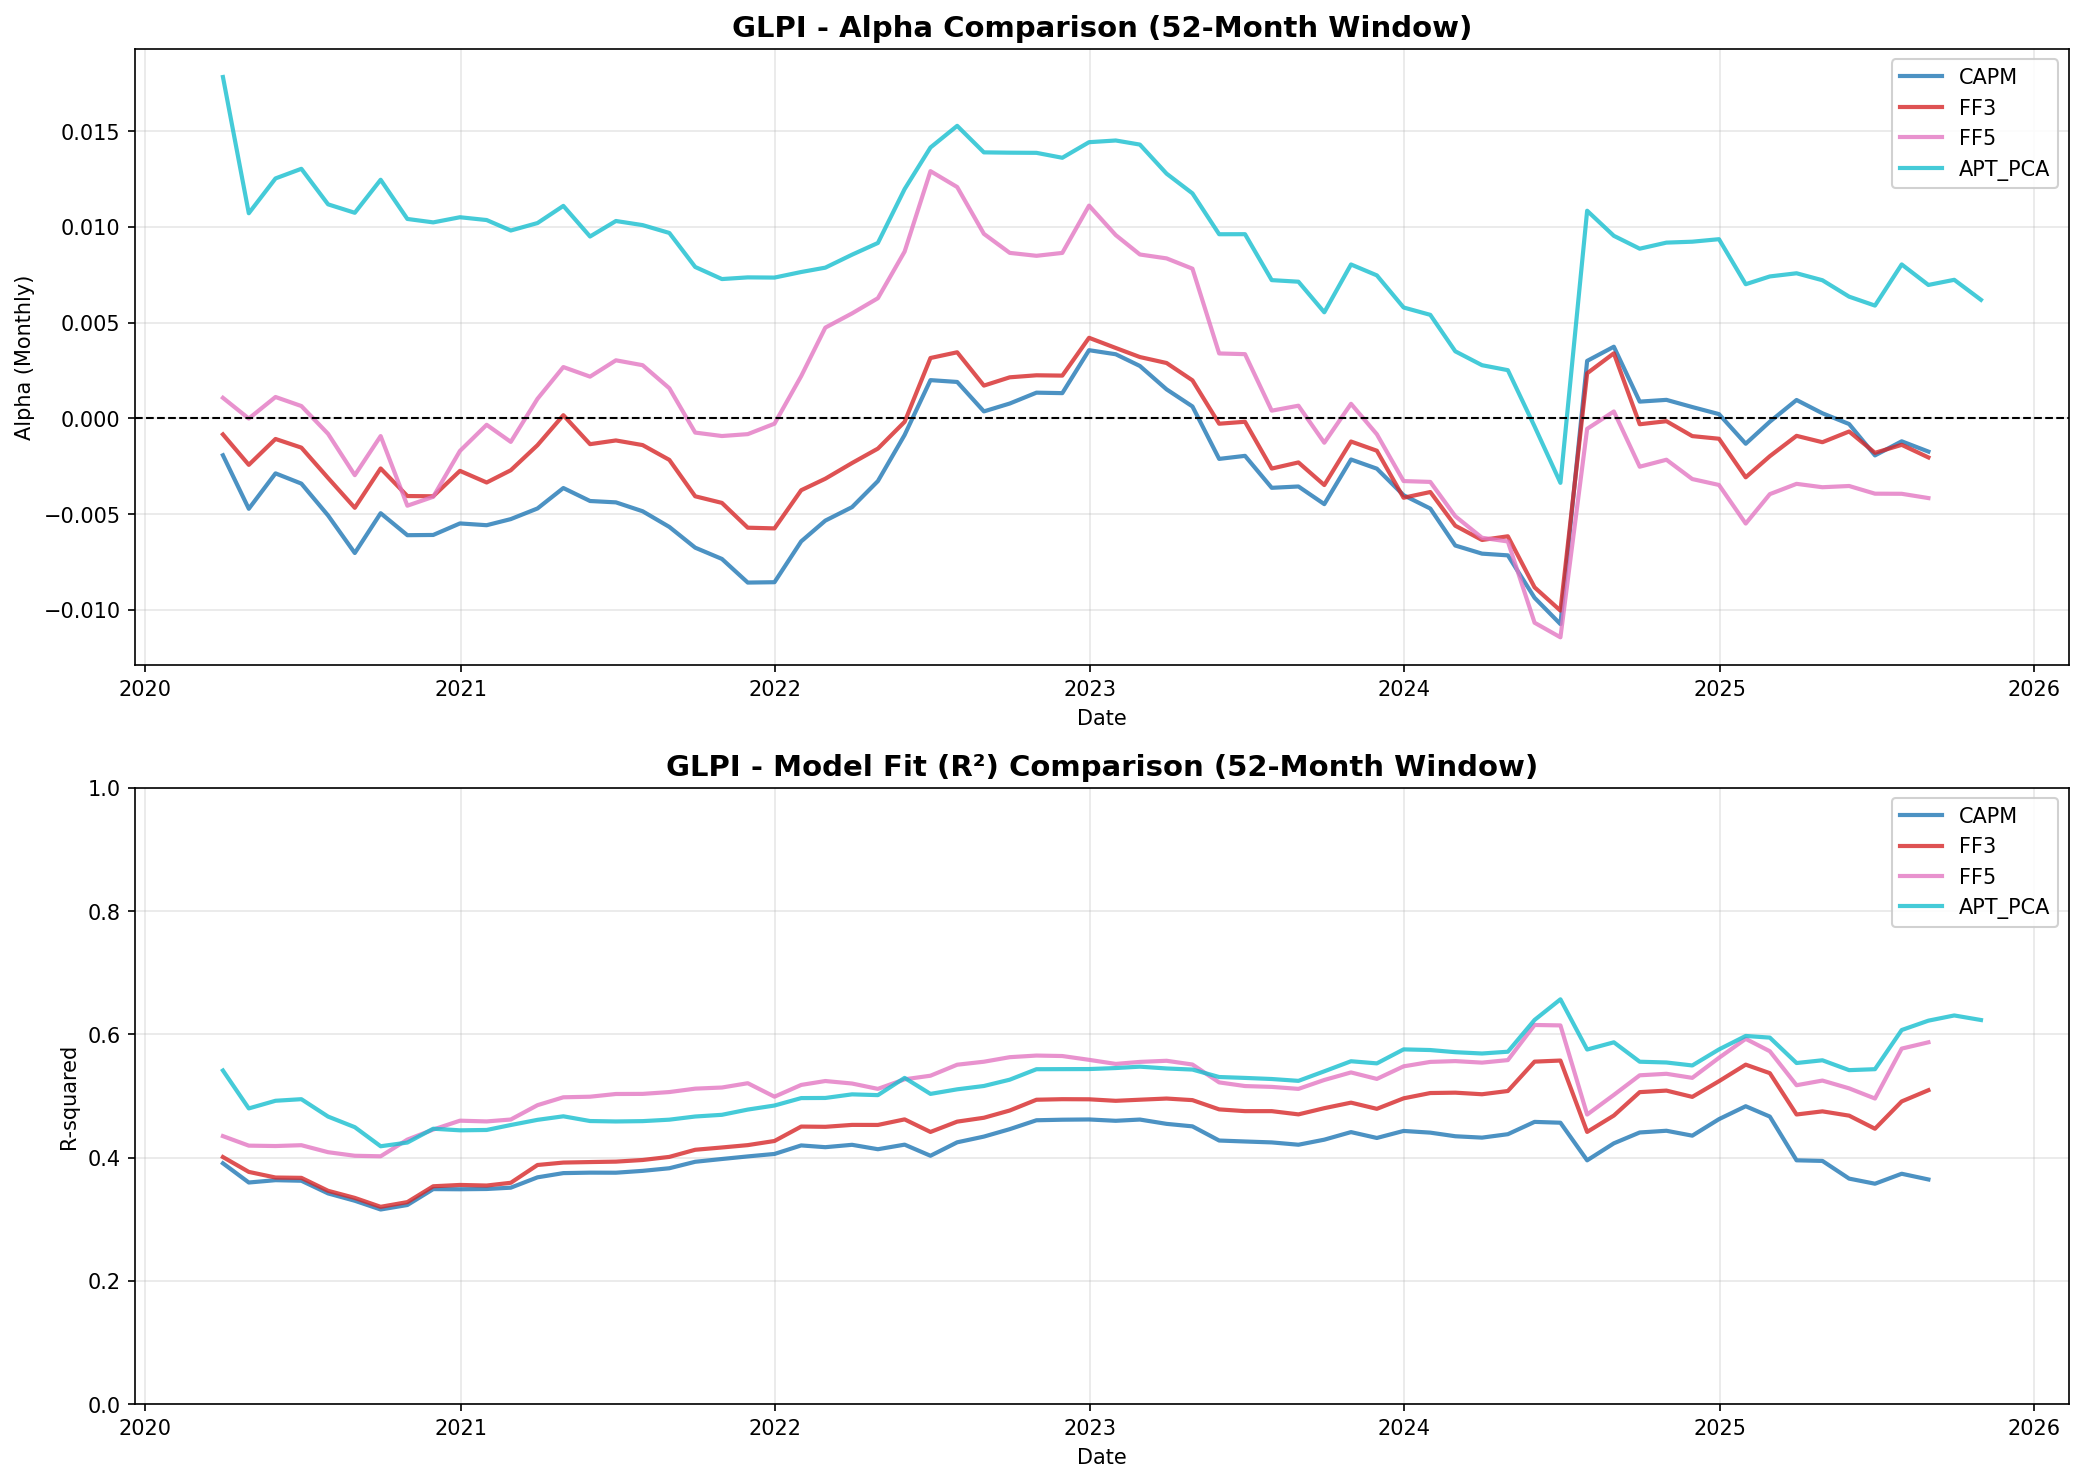 GLPI - Alpha Comparison (52-Month Window)
CAPM
FF3
FF5
APT_PCA
Alpha (Monthly)
0.015
0.010
0.005
0.000
−0.005
−0.010
2020 2021 2022 2023 2024 2025 2026
Date
GLPI - Model Fit (R²) Comparison (52-Month Window)
CAPM
FF3
FF5
APT_PCA
R-squared
1.0
0.8
0.6
0.4
0.2
0.0
2020 2021 2022 2023 2024 2025 2026
Date